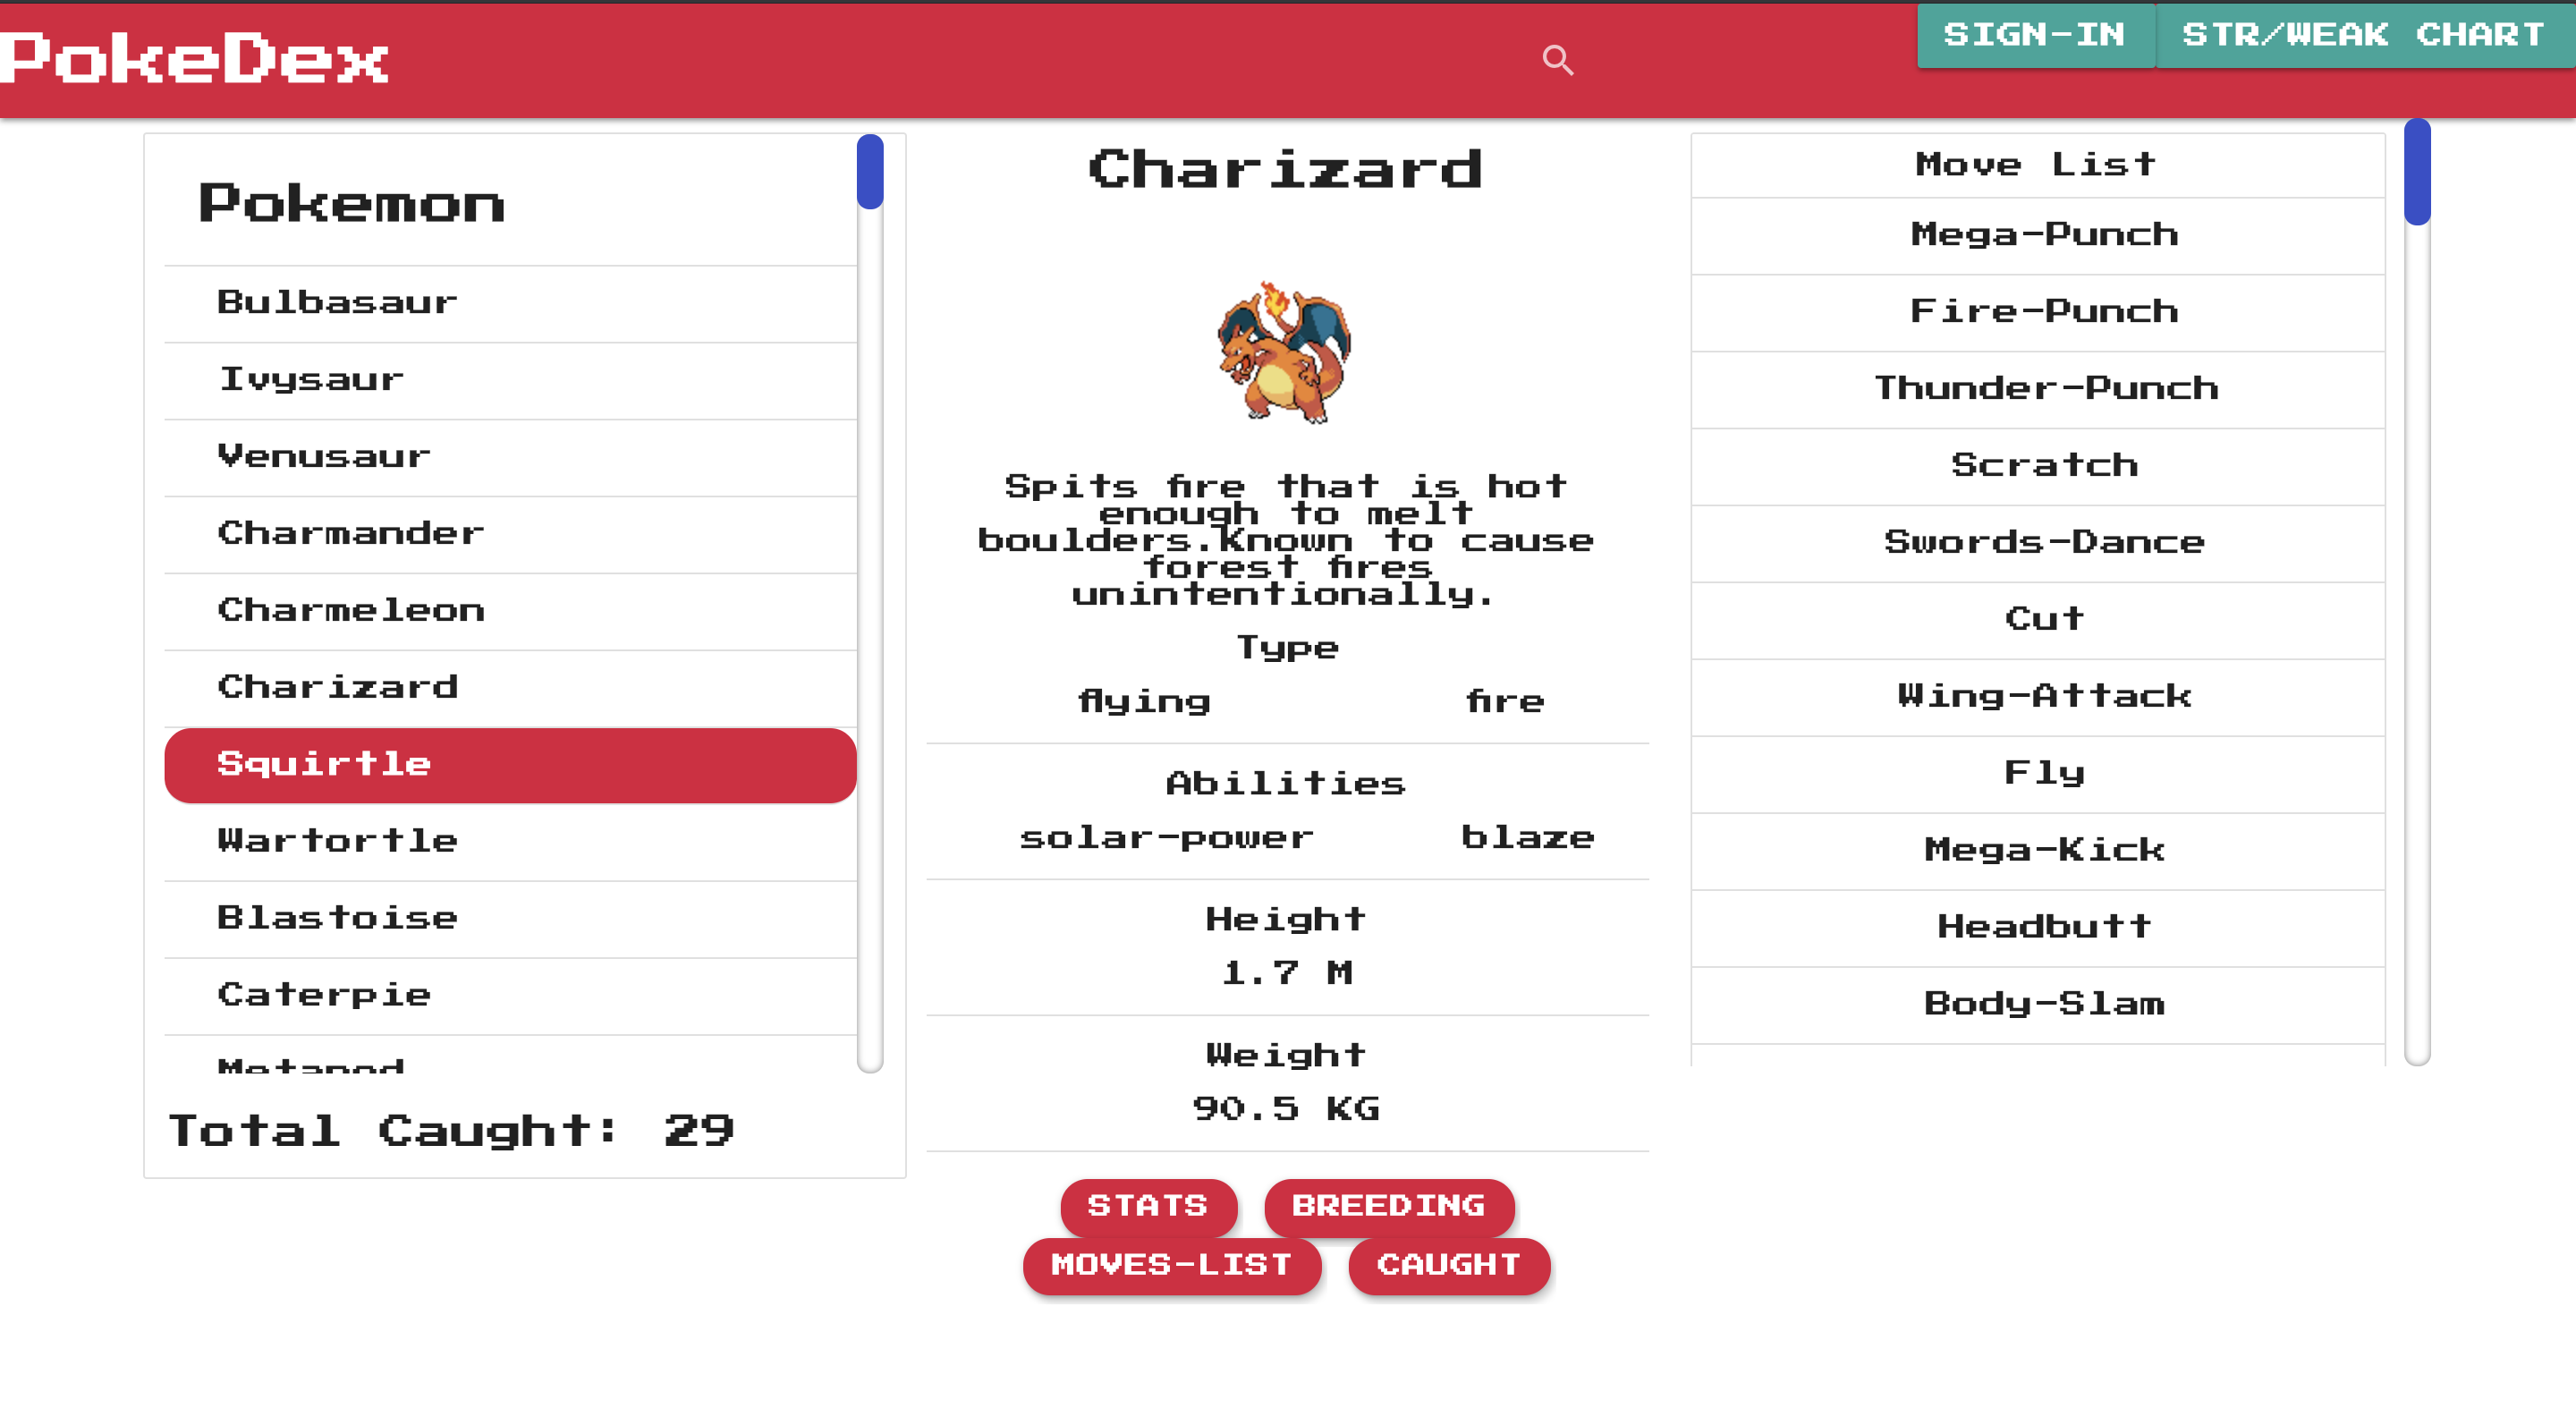 PokeDex
SIGN-IN
STR/WEAK CHART
Pokemon
Bulbasaur
Ivysaur
Venusaur
Charmander
Charmeleon
Charizard
Squirtle
Wartortle
Blastoise
Caterpie
Metapod
Total Caught: 29
Charizard
Spits fire that is hot
enough to melt
boulders.Known to cause
forest fires
unintentionally.
Type
flying fire
Abilities
solar-power blaze
Height
1.7 M
Weight
90.5 KG
STATS
BREEDING
MOVES-LIST
CAUGHT
Move List
Mega-Punch
Fire-Punch
Thunder-Punch
Scratch
Swords-Dance
Cut
Wing-Attack
Fly
Mega-Kick
Headbutt
Body-Slam